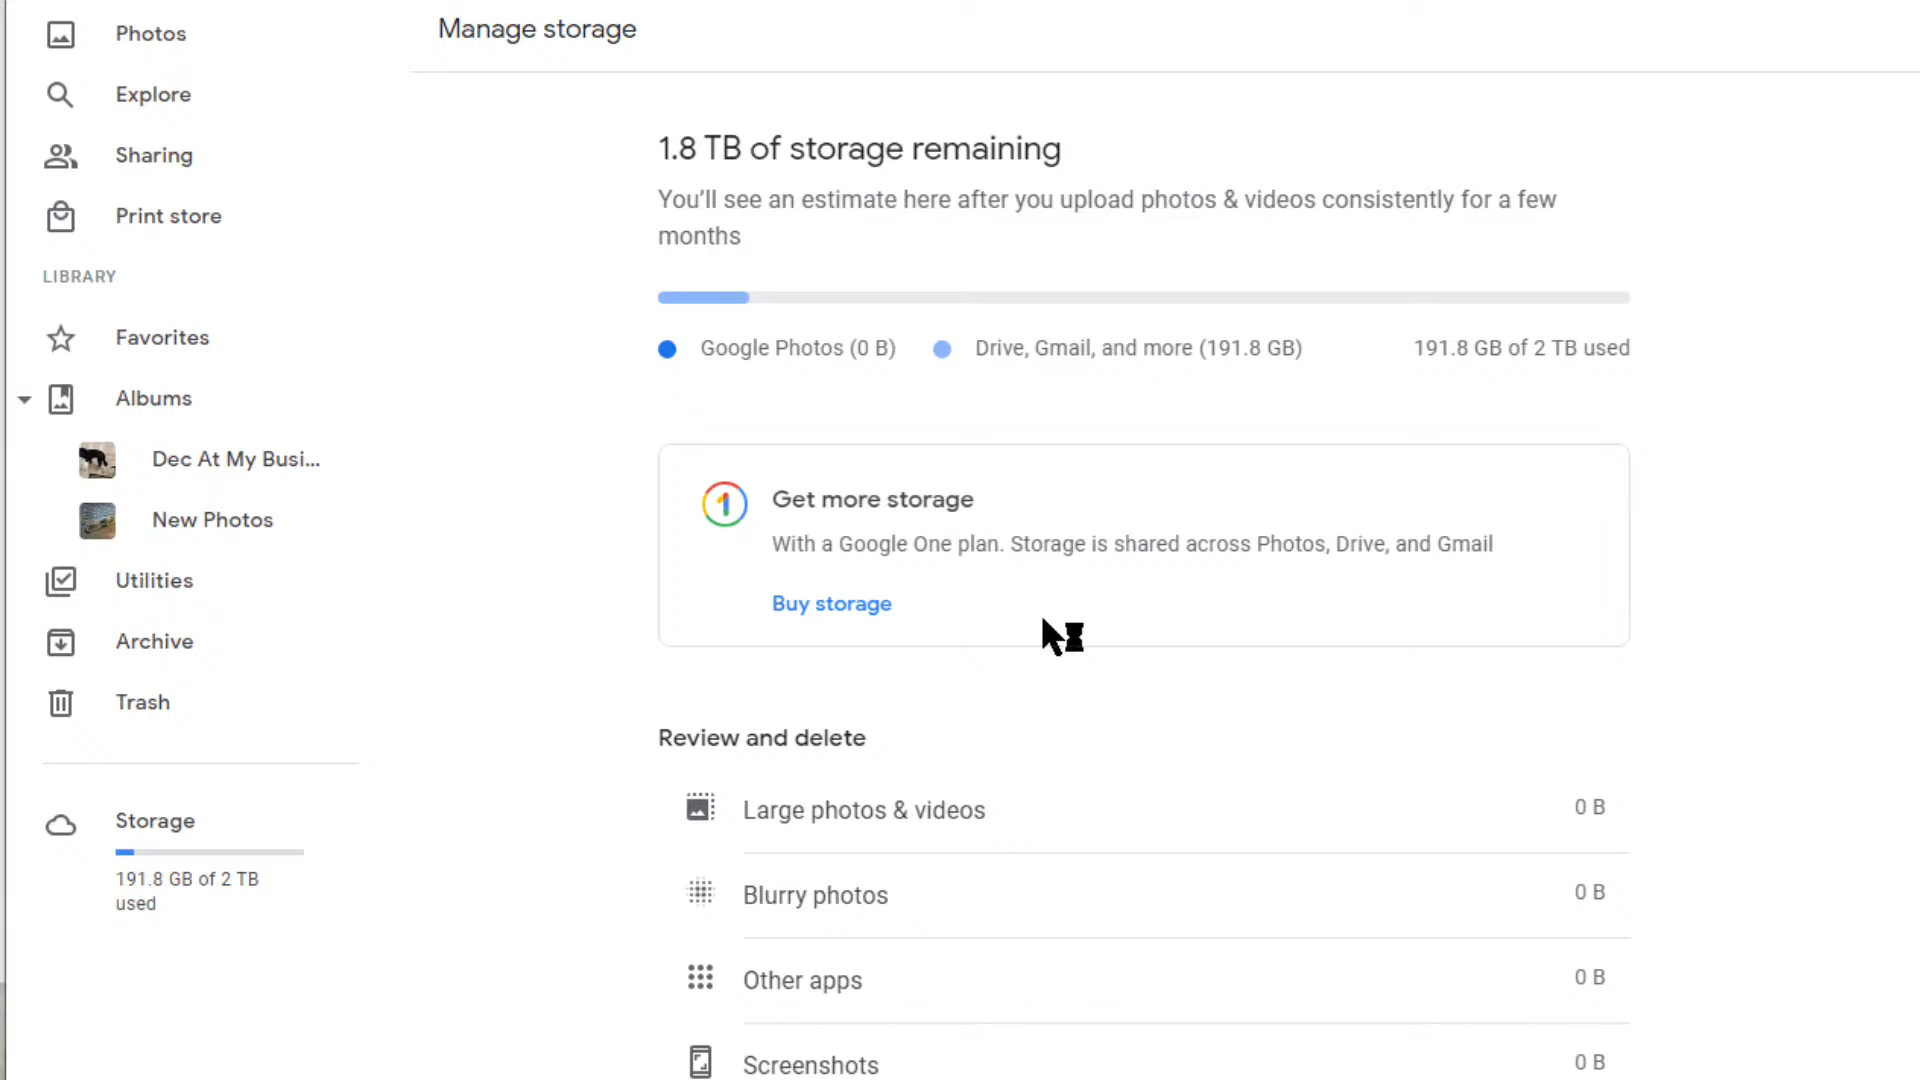 Photos
Explore
Sharing
Print store
LIBRARY
Favorites
Albums
Dec At My Busi...
New Photos
Utilities
Archive
Trash
Storage
191.8 GB of 2 TB
used
Manage storage
1.8 TB of storage remaining
You'll see an estimate here after you upload photos & videos consistently for a few
months
Google Photos (0 B) Drive, Gmail, and more (191.8 GB) 191.8 GB of 2 TB used
Get more storage
With a Google One plan. Storage is shared across Photos, Drive, and Gmail
Buy storage
Review and delete
Large photos & videos 0 B
Blurry photos 0 B
Other apps 0 B
Screenshots 0 B